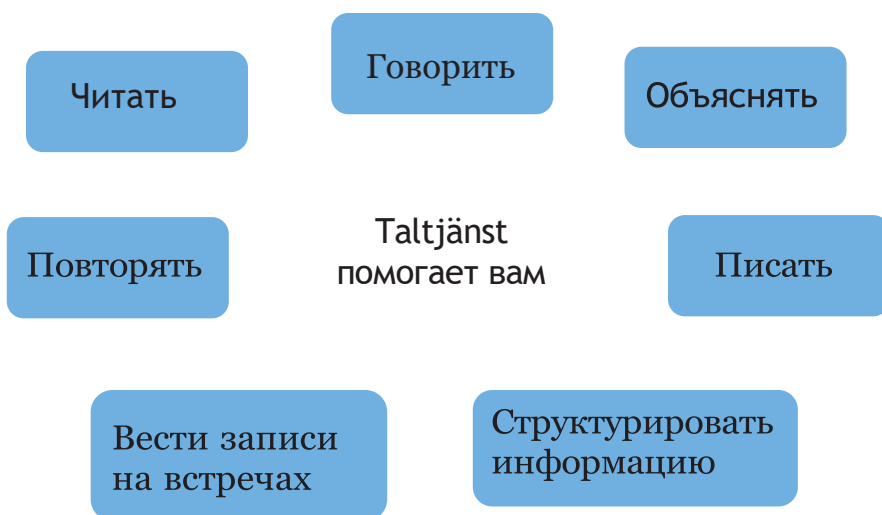 Говорить
Читать
Объяснять
Taltjänst
помогает вам
Повторять
Писать
Вести записи
на встречах
Структурировать
информацию